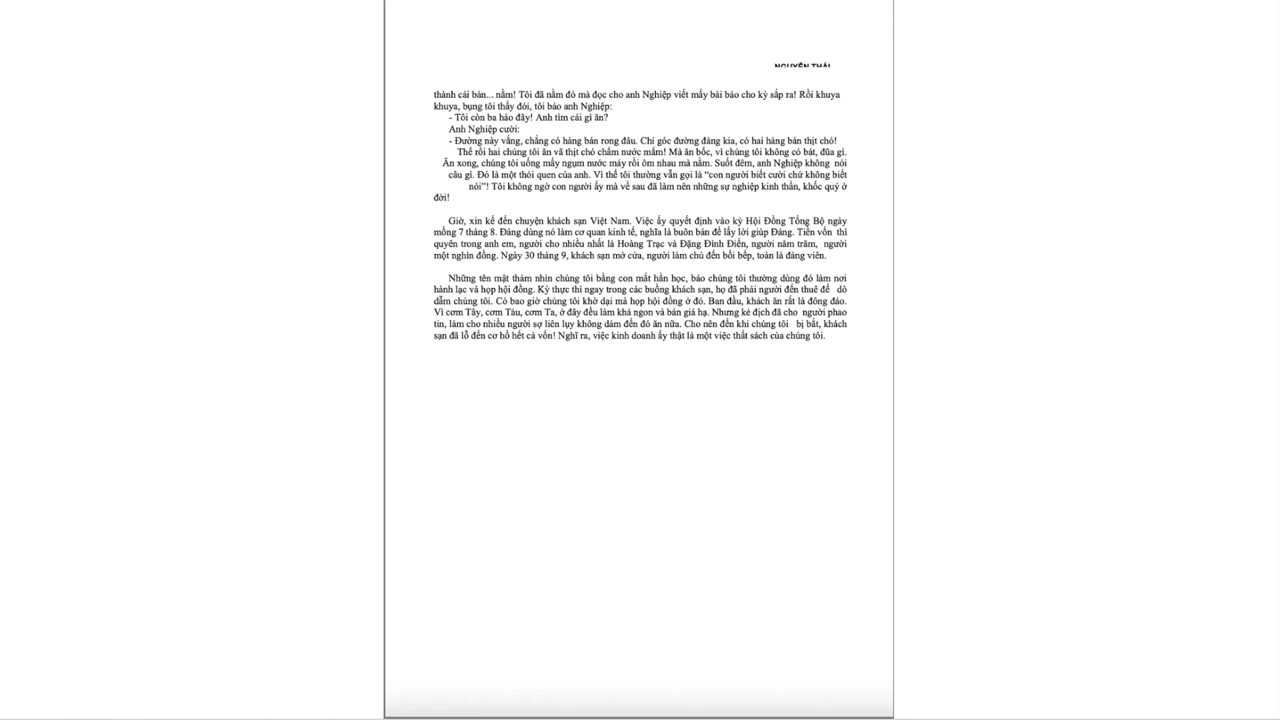 NGUYỄN THÁI
thành cái bàn... nằm! Tôi đã nằm đó mà đọc cho anh Nghiệp viết mấy bài báo cho kỳ sắp ra! Rồi khuya
khuya, bụng tôi thấy đói, tôi bảo anh Nghiệp:
- Tôi còn ba hào đây! Anh tìm cái gì ăn?
Anh Nghiệp cười:
- Đường này vắng, chẳng có hàng bán rong đâu. Chỉ góc đường đàng kia, có hai hàng bán thịt chó!
Thế rồi hai chúng tôi ăn vã thịt chó chấm nước mắm! Mà ăn bốc, vì chúng tôi không có bát, đũa gì.
Ăn xong, chúng tôi uống mấy ngụm nước máy rồi ôm nhau mà nằm. Suốt đêm, anh Nghiệp không nói
câu gì. Đó là một thói quen của anh. Vì thế tôi thường vẫn gọi là “con người biết cười chứ không biết
nói”! Tôi không ngờ con người ấy mà về sau đã làm nên những sự nghiệp kinh thần, khốc quỷ ở
đời!
Giờ, xin kể đến chuyện khách sạn Việt Nam. Việc ấy quyết định vào kỳ Hội Đồng Tổng Bộ ngày
mồng 7 tháng 8. Đảng dùng nó làm cơ quan kinh tế, nghĩa là buôn bán để lấy lời giúp Đảng. Tiền vốn thì
quyên trong anh em, người cho nhiều nhất là Hoàng Trạc và Đặng Đình Điển, người năm trăm, người
một nghìn đồng. Ngày 30 tháng 9, khách sạn mở cửa, người làm chủ đến bồi bếp, toàn là đảng viên.
Những tên mật thám nhìn chúng tôi bằng con mắt hằn học, bảo chúng tôi thường dùng đó làm nơi
hành lạc và họp hội đồng. Kỳ thực thì ngay trong các buồng khách sạn, họ đã phái người đến thuê để dò
dẫm chúng tôi. Có bao giờ chúng tôi khờ dại mà họp hội đồng ở đó. Ban đầu, khách ăn rất là đông đảo.
Vì cơm Tây, cơm Tàu, cơm Ta, ở đây đều làm khá ngon và bán giá hạ. Nhưng kẻ địch đã cho người phao
tin, làm cho nhiều người sợ liên lụy không dám đến đó ăn nữa. Cho nên đến khi chúng tôi bị bắt, khách
sạn đã lỗ đến cơ hồ hết cả vốn! Nghĩ ra, việc kinh doanh ấy thật là một việc thất sách của chúng tôi.